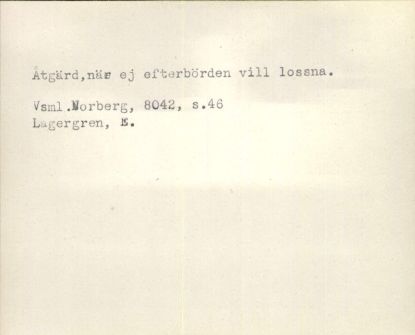 Åtgärd,när ej efterbörden vill lossna.
Vsml.Norberg, 8042, s.46
Lagergren, E.